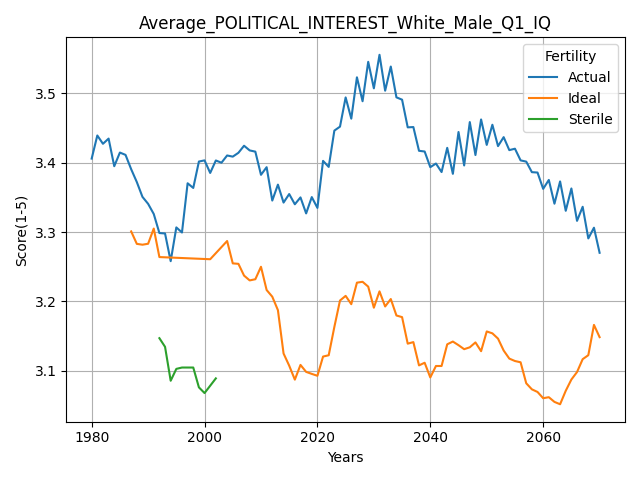 Average_POLITICAL_INTEREST_White_Male_Q1_IQ
Fertility
Actual
Ideal
Sterile
Score(1-5)
3.5
3.4
3.3
3.2
3.1
1980 2000 2020 2040 2060
Years